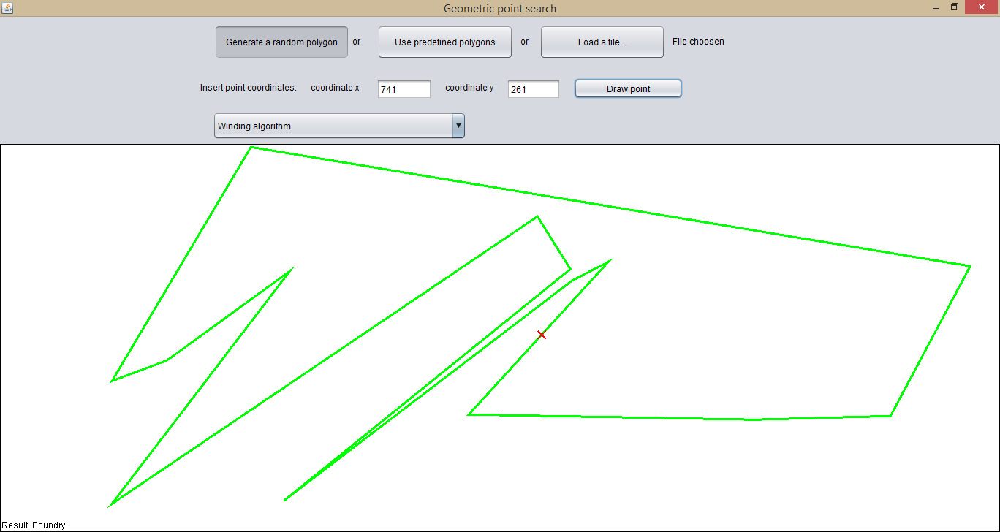 Geometric point search
Generate a random polygon or Use predefined polygons or Load a file... File choosen
Insert point coordinates: coordinate x 741 coordinate y 261 Draw point
Winding algorithm
Result: Boundry